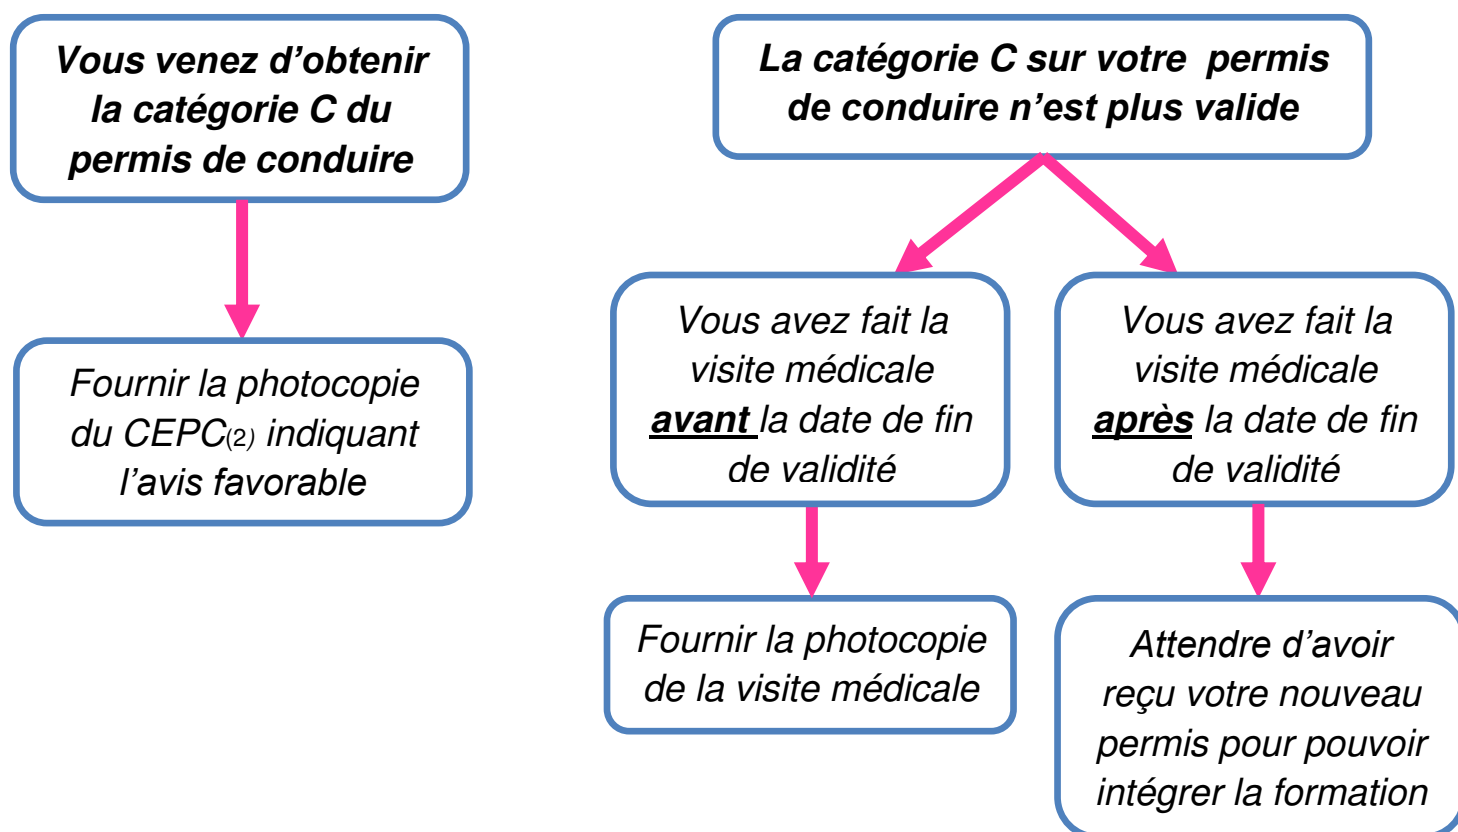 Vous venez d’obtenir
la catégorie C du
permis de conduire
Fournir la photocopie
du CEPC(2) indiquant
l’avis favorable
La catégorie C sur votre permis
de conduire n’est plus valide
Vous avez fait la
visite médicale
avant la date de fin
de validité
Fournir la photocopie
de la visite médicale
Vous avez fait la
visite médicale
après la date de fin
de validité
Attendre d’avoir
reçu votre nouveau
permis pour pouvoir
intégrer la formation